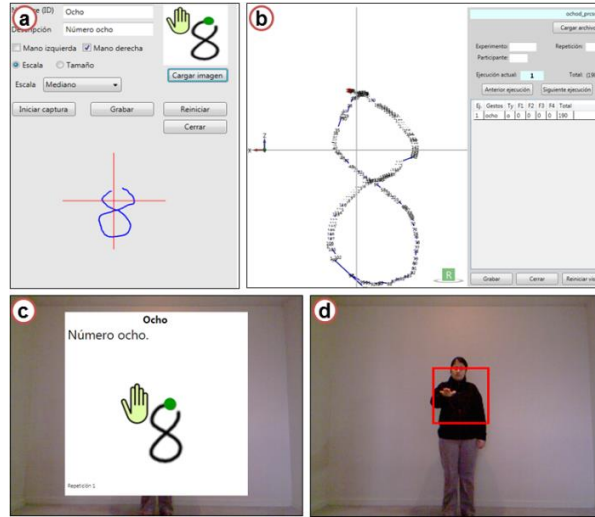 a
(ID) Ocho
Descripción Número ocho
Mano izquierda Mano derecha
Escala Tamaño
Cargar imagen
Escala Mediano
Iniciar captura Grabar Reiniciar
Cerrar
b
Cargar archivo
Experimento: Repetición:
Participante:
Ejecución actual: 1 Total:
Anterior ejecución Siguiente ejecución
Ej. Gestos Ty F1 F2 F3 F4 Total
1 ocho 0 0 0 0 190
R
Grabar Cerrar Reiniciar
c
Ocho
Número ocho.
Repetición 1
d